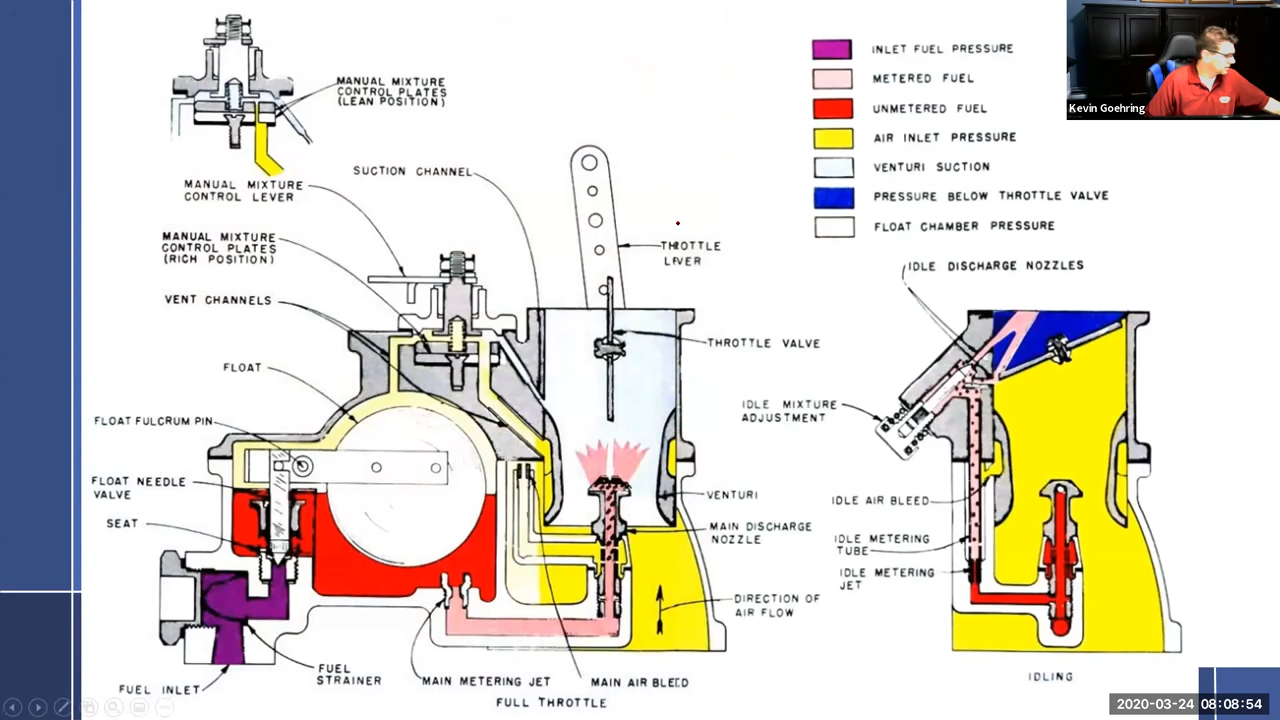 MANUAL MIXTURE
CONTROL PLATES
(LEAN POSITION)
MANUAL MIXTURE
CONTROL LEVER
SUCTION CHANNEL
MANUAL MIXTURE
CONTROL PLATES
(RICH POSITION)
VENT CHANNELS
FLOAT
FLOAT FULCRUM PIN
FLOAT NEEDLE
VALVE
SEAT
FUEL INLET
FUEL
STRAINER
MAIN METERING JET
MAIN AIR BLEED
FULL THROTTLE
THROTTLE
LEVER
THROTTLE VALVE
VENTURI
MAIN DISCHARGE
NOZZLE
DIRECTION OF
AIR FLOW
INLET FUEL PRESSURE
METERED FUEL
UNMETERED FUEL
AIR INLET PRESSURE
VENTURI SUCTION
PRESSURE BELOW THROTTLE VALVE
FLOAT CHAMBER PRESSURE
IDLE DISCHARGE NOZZLES
IDLE MIXTURE
ADJUSTMENT
IDLE AIR BLEED
IDLE METERING
TUBE
IDLE METERING
JET
IDLING
Kevin Goehring
2020-03-24 08:08:54